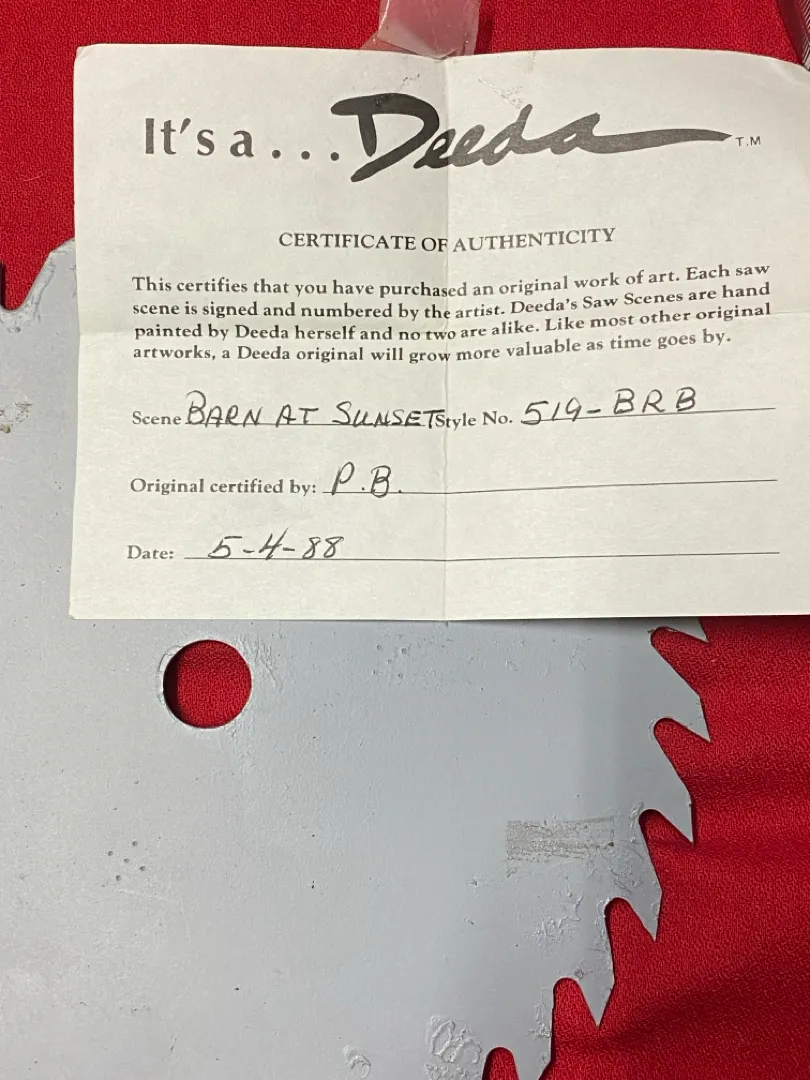 It's a... Deeda T.M
CERTIFICATE OF AUTHENTICITY
This certifies that you have purchased an original work of art. Each saw
scene is signed and numbered by the artist. Deeda's Saw Scenes are hand
painted by Deeda herself and no two are alike. Like most other original
artworks, a Deeda original will grow more valuable as time goes by.
Scene BARN AT SUNSET Style No. 519-BRB
Original certified by: P.B.
Date: 5-4-88